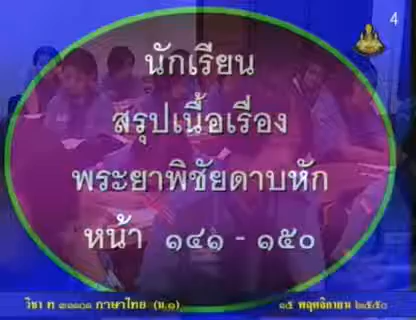 4
นักเรียน
สรุปเนื้อเรื่อง
พระยาพิชัยดาบหัก
หน้า ๑๔๑ - ๑๕๐
วิชา ท ๓๑๑๐๑ ภาษาไทย (ม.๑)
๑๕ พฤศจิกายน ๒๕๕๐